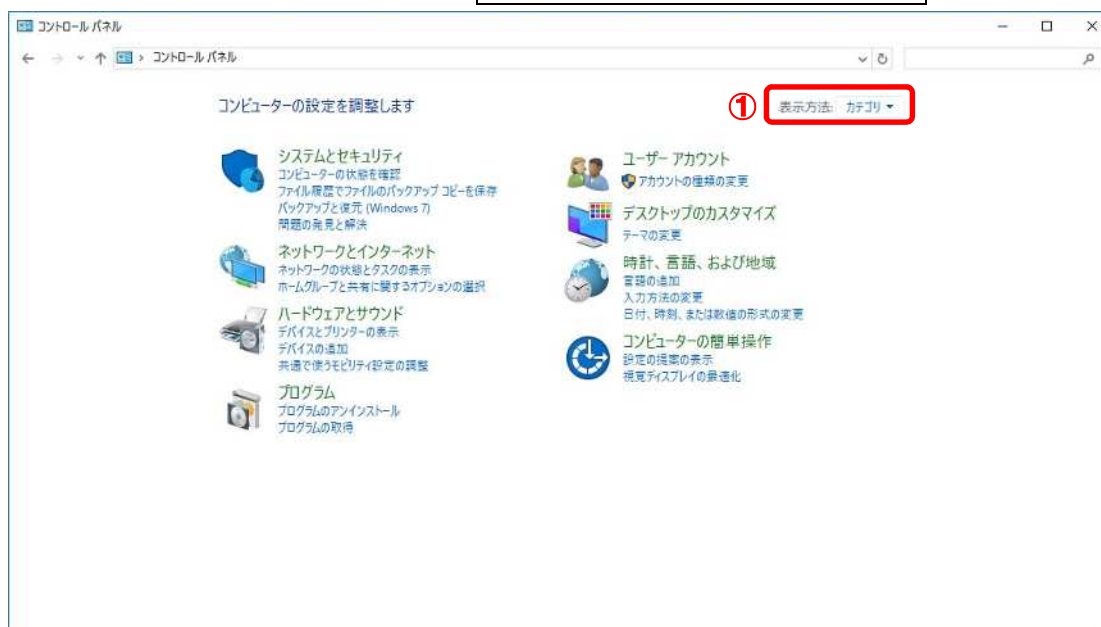 コントロール パネル
コントロール パネル
コンピューターの設定を調整します
① 表示方法: カテゴリ
システムとセキュリティ
コンピューターの状態を確認
ファイル履歴でファイルのバックアップ コピーを保存
バックアップと復元 (Windows 7)
問題の発見と解決
ネットワークとインターネット
ネットワークの状態とタスクの表示
ホームグループと共有に関するオプションの選択
ハードウェアとサウンド
デバイスとプリンターの表示
デバイスの追加
共通で使うモビリティ設定の調整
プログラム
プログラムのアンインストール
プログラムの取得
ユーザー アカウント
アカウントの種類の変更
デスクトップのカスタマイズ
テーマの変更
時計、言語、および地域
言語の追加
入力方法の変更
日付、時刻、または数値の形式の変更
コンピューターの簡単操作
設定の提案の表示
視覚ディスプレイの最適化